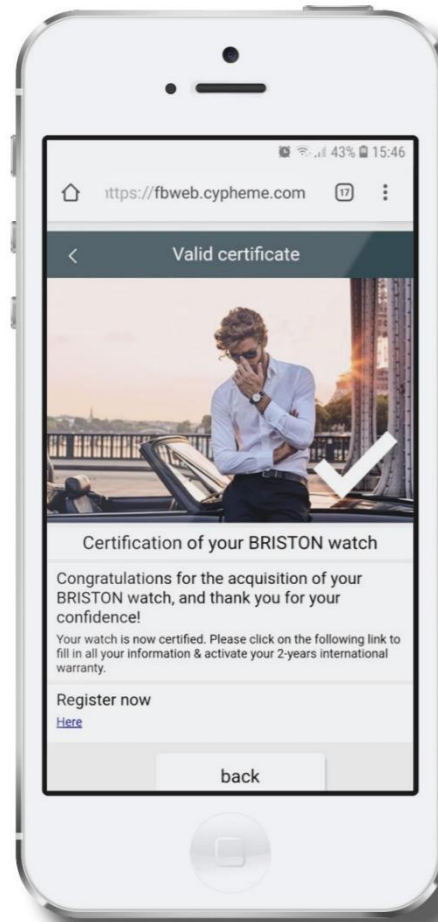 43% 15:46
ttps://fbweb.cypheme.com 17
Valid certificate
Certification of your BRISTON watch
Congratulations for the acquisition of your
BRISTON watch, and thank you for your
confidence!
Your watch is now certified. Please click on the following link to
fill in all your information & activate your 2-years international
warranty.
Register now
Here
back